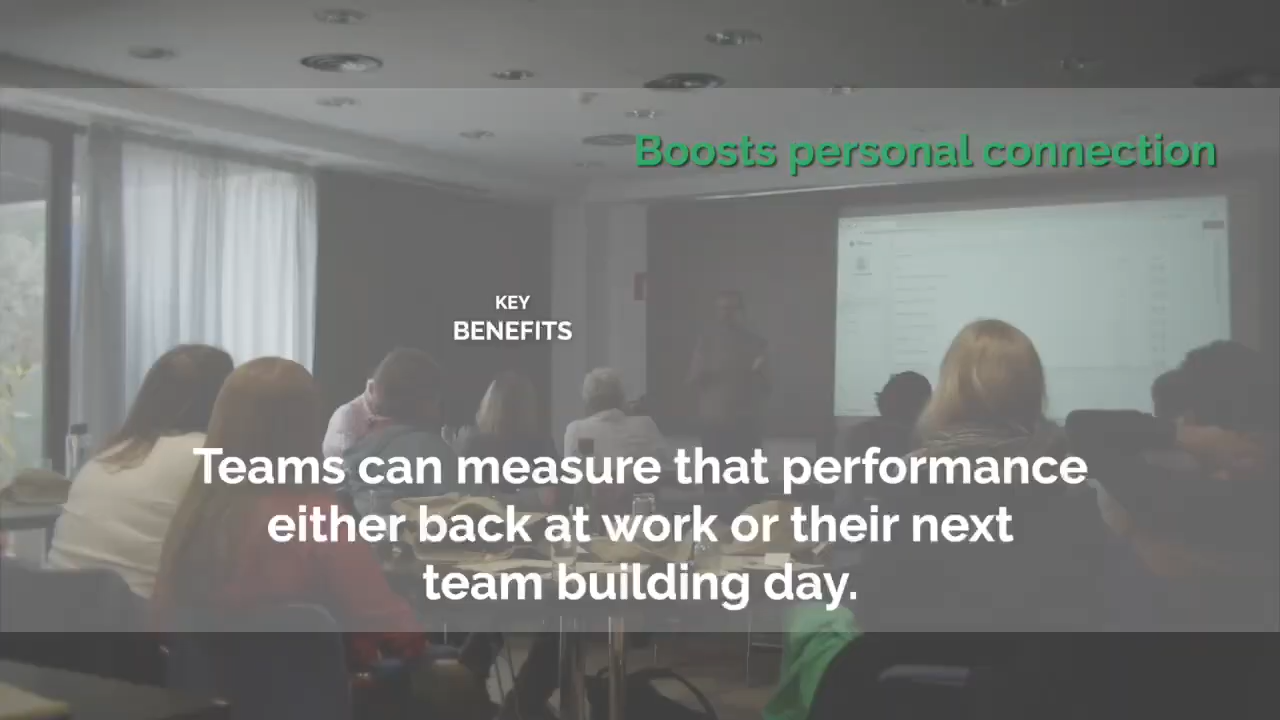 Boosts personal connection
KEY
BENEFITS
Teams can measure that performance
either back at work or their next
team building day.